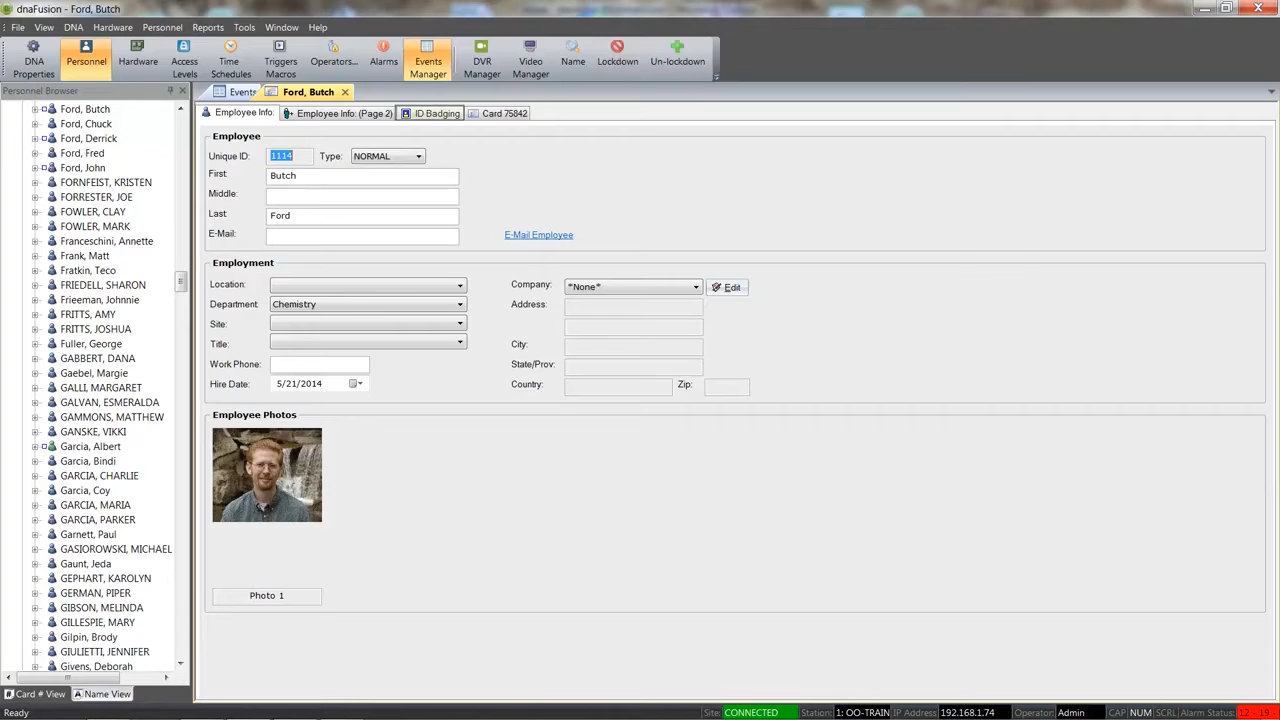 dnaFusion - Ford, Butch
File View DNA Hardware Personnel Reports Tools Window Help
DNA Properties Personnel Hardware Access Levels Time Schedules Triggers Macros Operators... Alarms Events Manager DVR Manager Video Manager Name Lockdown Un-lockdown
Personnel Browser
Events Ford, Butch
Employee Info: Employee Info: (Page 2) ID Badging Card 75842
Ford, Butch
Ford, Chuck
Ford, Derrick
Ford, Fred
Ford, John
FORNFEIST, KRISTEN
FORRESTER, JOE
FOWLER, CLAY
FOWLER, MARK
Franceschini, Annette
Frank, Matt
Fratkin, Teco
FRIEDELL, SHARON
Frieeman, Johnnie
FRITTS, AMY
FRITTS, JOSHUA
Fuller, George
GABBERT, DANA
Gaebel, Margie
GALLI, MARGARET
GALVAN, ESMERALDA
GAMMONS, MATTHEW
GANSKE, VIKKI
Garcia, Albert
Garcia, Bindi
GARCIA, CHARLIE
Garcia, Coy
GARCIA, MARIA
GARCIA, PARKER
Garnett, Paul
GASIOROWSKI, MICHAEL
Gaunt, Jeda
GEPHART, KAROLYN
GERMAN, PIPER
GIBSON, MELINDA
GILLESPIE, MARY
Gilpin, Brody
GIULIETTI, JENNIFER
Givens, Deborah
Card # View Name View
Employee
Unique ID: 1114 Type: NORMAL
First: Butch
Middle:
Last: Ford
E-Mail: E-Mail Employee
Employment
Location: Company: *None* Edit
Department: Chemistry Address:
Site:
Title: City:
Work Phone: State/Prov:
Hire Date: 5/21/2014 Country: Zip:
Employee Photos
Photo 1
Ready Site: CONNECTED Station: 1: OO-TRAIN IP Address 192.168.1.74 Operator: Admin CAP NUM SCRL Alarm Status: 12 - 19 -